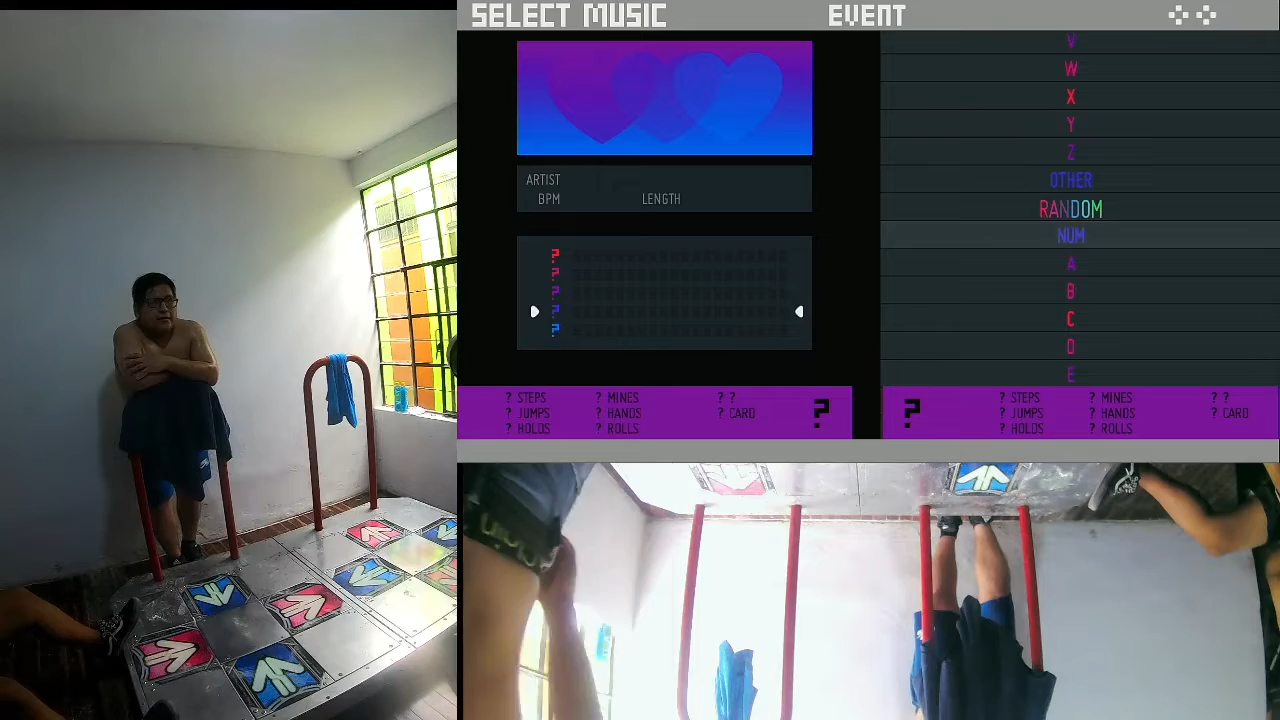 SELECT MUSIC
EVENT
V
W
X
Y
Z
OTHER
RANDOM
NUM
A
B
C
D
E
ARTIST
BPM LENGTH
?
?
?
?
?
? STEPS ? MINES ? ?
? JUMPS ? HANDS ? CARD
? HOLDS ? ROLLS
?
?
? STEPS ? MINES ? ?
? JUMPS ? HANDS ? CARD
? HOLDS ? ROLLS